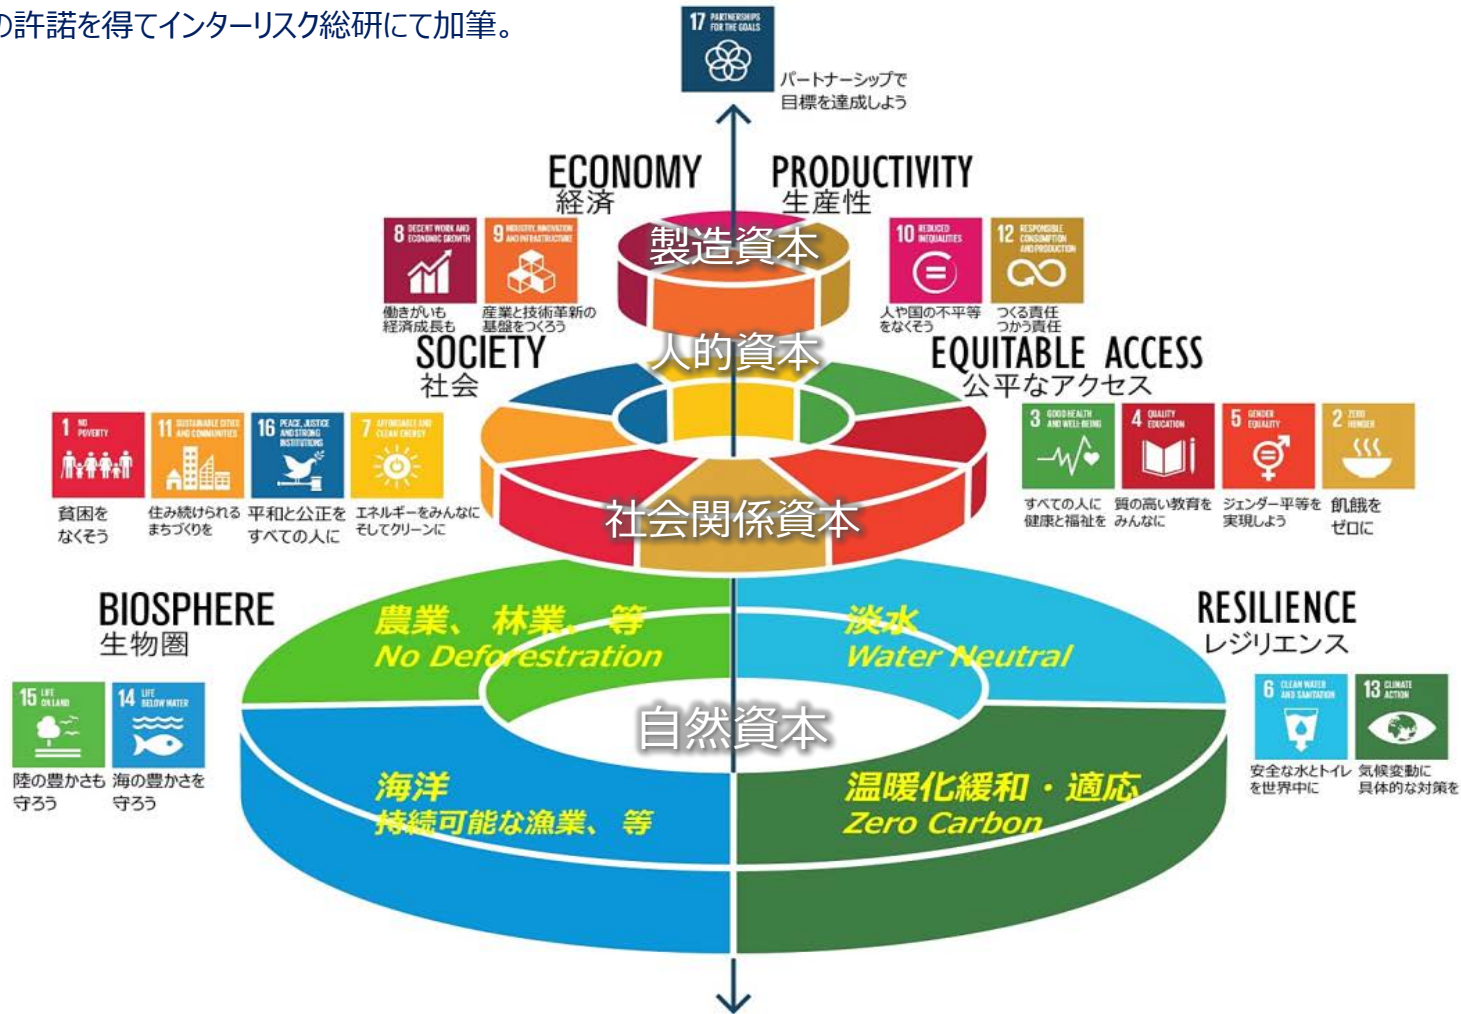 の許諾を得てインターリスク総研にて加筆。
17 PARTNERSHIPS
FOR THE GOALS
パートナーシップで
目標を達成しよう
ECONOMY
経済
PRODUCTIVITY
生産性
8 DECENT WORK AND
ECONOMIC GROWTH
働きがいも
経済成長も
9 INDUSTRY, INNOVATION
AND INFRASTRUCTURE
産業と技術革新の
基盤をつくろう
製造資本
10 REDUCED
INEQUALITIES
人や国の不平等
をなくそう
12 RESPONSIBLE
CONSUMPTION
AND PRODUCTION
つくる責任
つかう責任
SOCIETY
社会
人的資本
EQUITABLE ACCESS
公平なアクセス
1 NO
POVERTY
貧困を
なくそう
11 SUSTAINABLE CITIES
AND COMMUNITIES
住み続けられる
まちづくりを
16 PEACE, JUSTICE
AND STRONG
INSTITUTIONS
平和と公正を
すべての人に
7 AFFORDABLE AND
CLEAN ENERGY
エネルギーをみんなに
そしてクリーンに
社会関係資本
3 GOOD HEALTH
AND WELL-BEING
すべての人に
健康と福祉を
4 QUALITY
EDUCATION
質の高い教育を
みんなに
5 GENDER
EQUALITY
ジェンダー平等を
実現しよう
2 ZERO
HUNGER
飢餓を
ゼロに
BIOSPHERE
生物圏
農業、林業、等
No Deforestration
淡水
Water Neutral
RESILIENCE
レジリエンス
15 LIFE
ON LAND
陸の豊かさも
守ろう
14 LIFE
BELOW WATER
海の豊かさを
守ろう
自然資本
6 CLEAN WATER
AND SANITATION
安全な水とトイレ
を世界中に
13 CLIMATE
ACTION
気候変動に
具体的な対策を
海洋
持続可能な漁業、等
温暖化緩和・適応
Zero Carbon